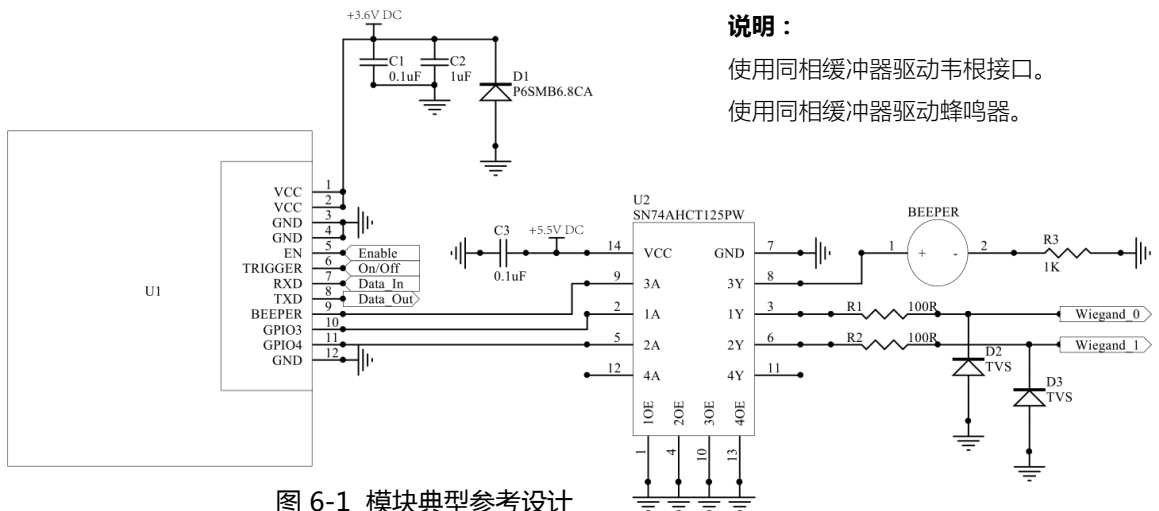 +3.6V DC
说明：
使用同相缓冲器驱动韦根接口。
使用同相缓冲器驱动蜂鸣器。
C1
0.1uF
C2
1uF
D1
P6SMB6.8CA
U1
VCC 1
VCC 2
GND 3
GND 4
EN 5 Enable
TRIGGER 6 On/Off
RXD 7 Data_In
TXD 8 Data_Out
BEEPER 9
GPIO3 10
GPIO4 11
GND 12
C3
0.1uF
+5.5V DC
U2
SN74AHCT125PW
14 VCC GND 7
9 3A 3Y 8
2 1A 1Y 3
5 2A 2Y 6
12 4A 4Y 11
1OE 2OE 3OE 4OE
1 4 10 13
BEEPER
1 + - 2
R3
1K
R1 100R
Wiegand_0
R2 100R
Wiegand_1
D2
TVS
D3
TVS
图 6-1 模块典型参考设计